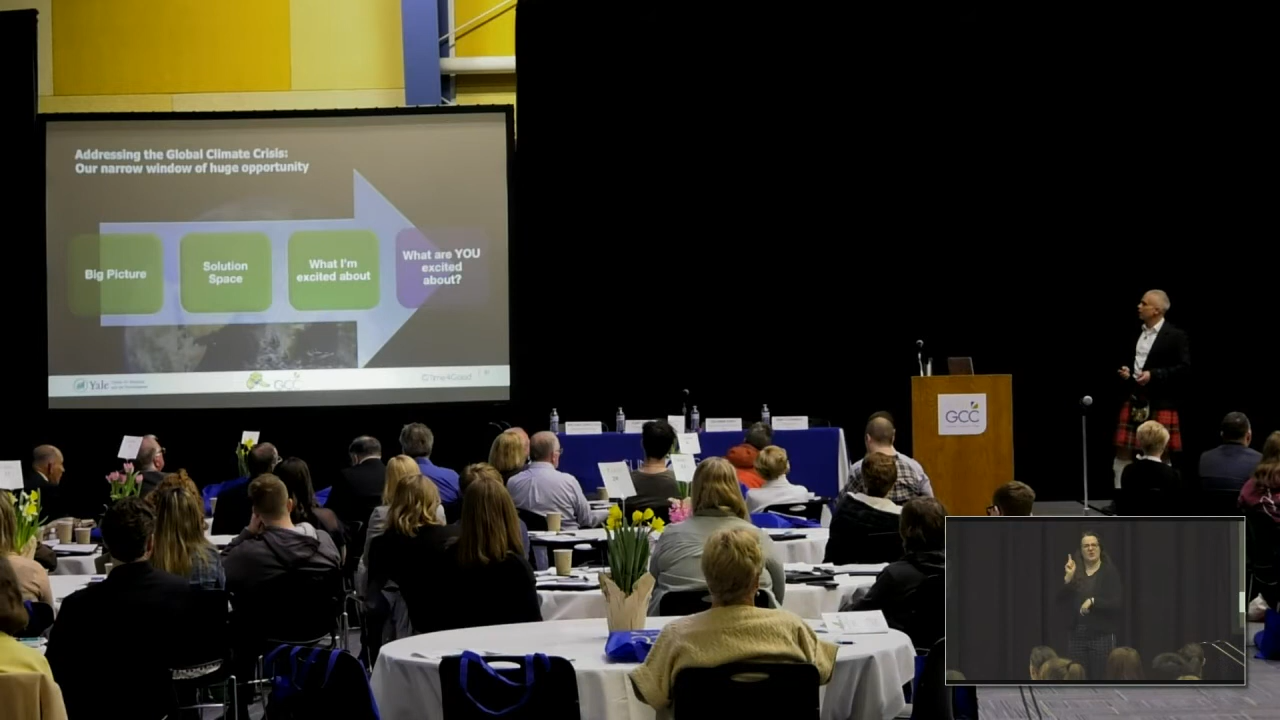 Addressing the Global Climate Crisis:
Our narrow window of huge opportunity
Big Picture
Solution
Space
What I'm
excited about
What are YOU
excited
about?
Yale
GCC
GCC